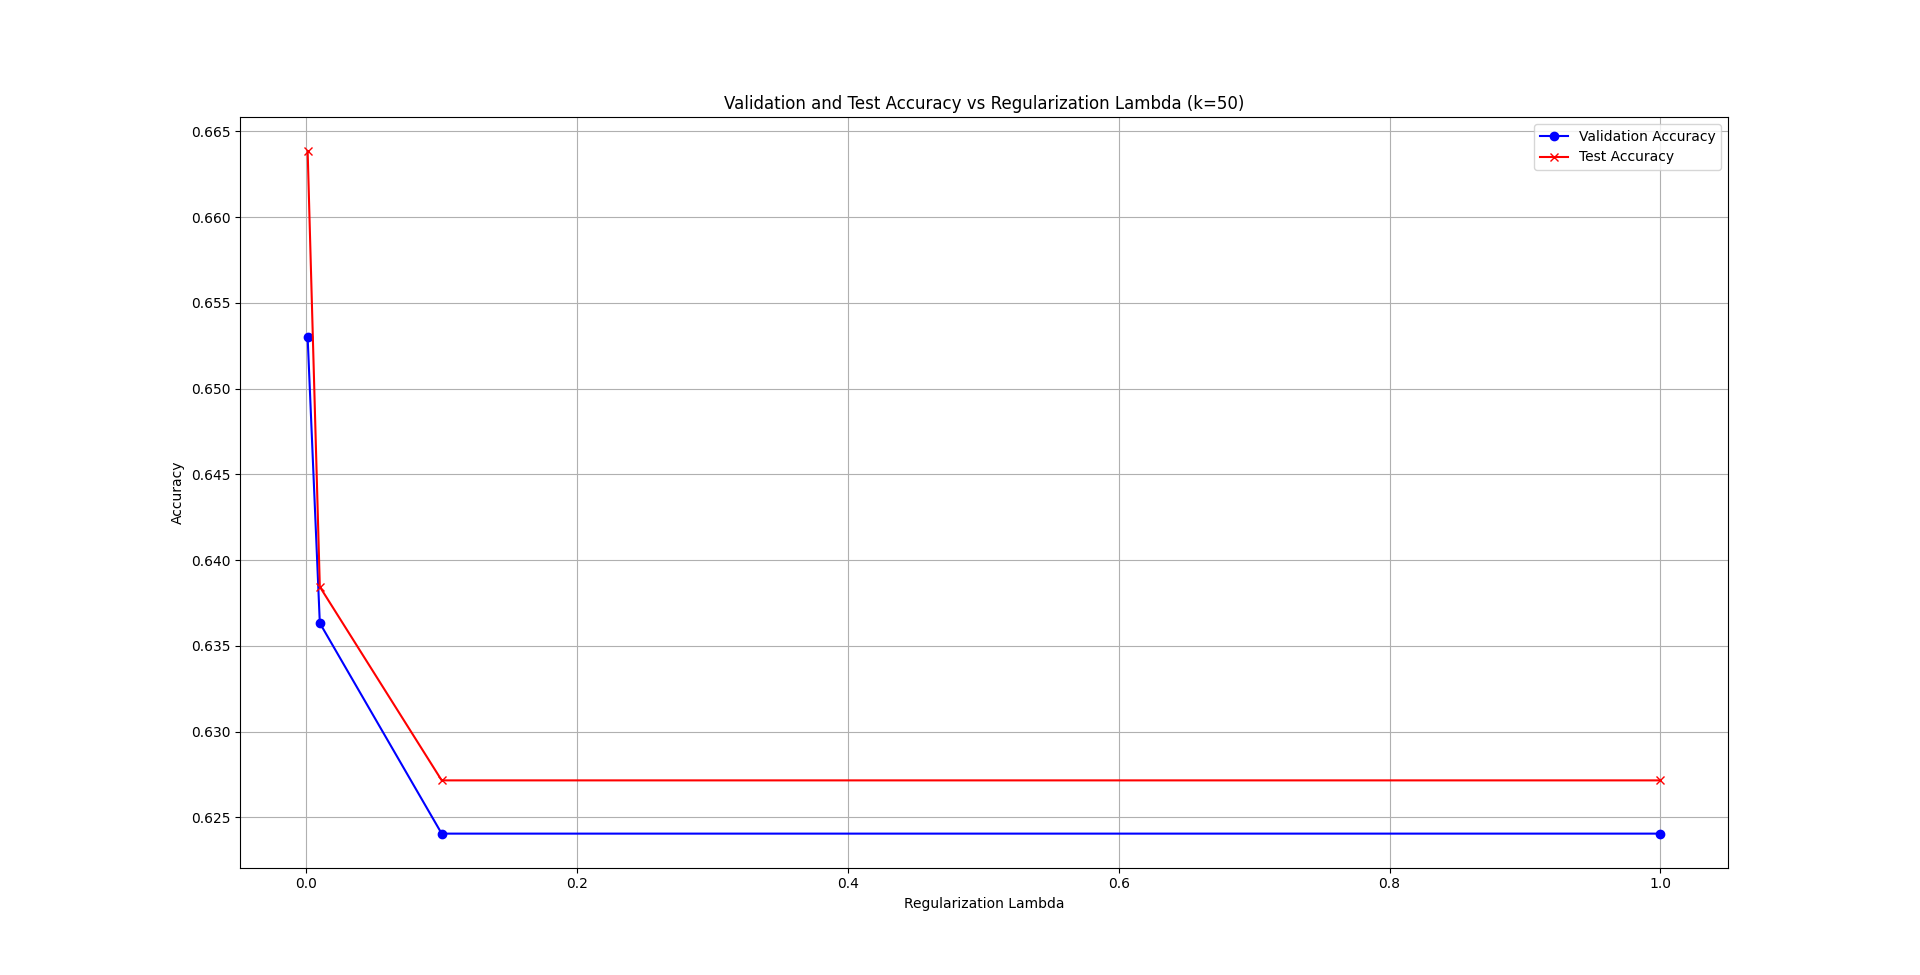 Validation and Test Accuracy vs Regularization Lambda (k=50)
Validation Accuracy
Test Accuracy
0.665
0.660
0.655
0.650
0.645
0.640
0.635
0.630
0.625
Accuracy
0.0 0.2 0.4 0.6 0.8 1.0
Regularization Lambda